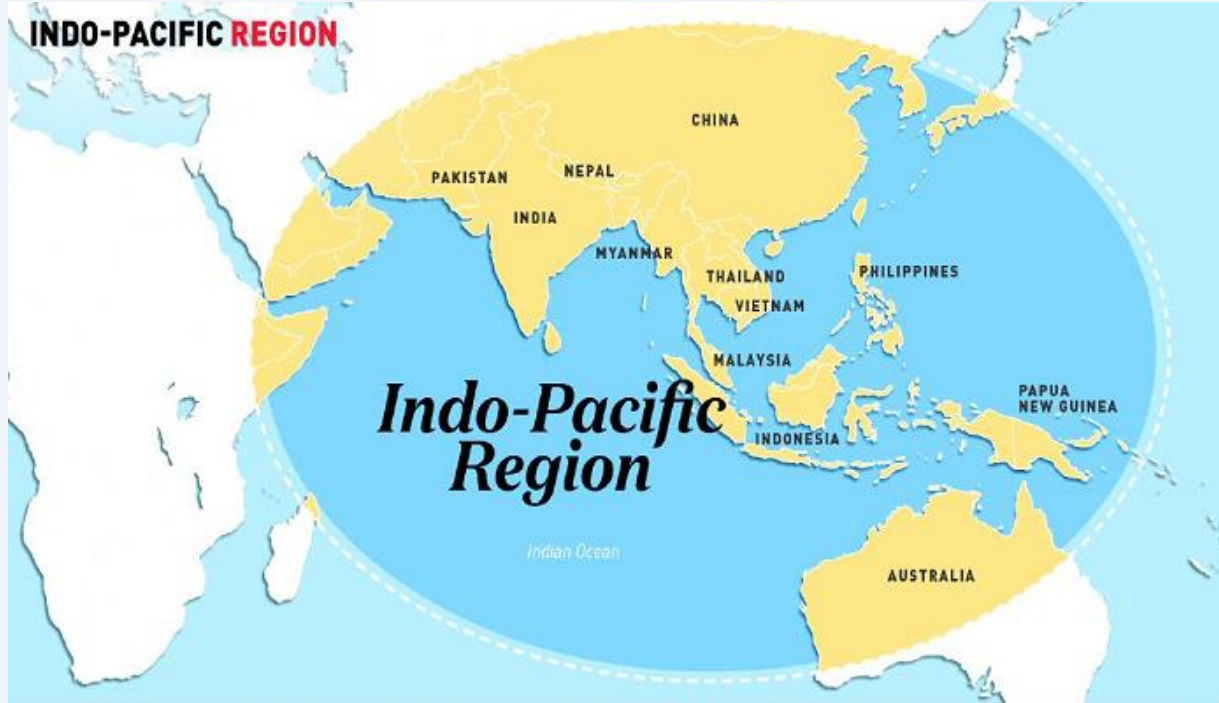 INDO-PACIFIC REGION
CHINA
PAKISTAN
NEPAL
INDIA
MYANMAR
THAILAND
PHILIPPINES
VIETNAM
MALAYSIA
Indo-Pacific
Region
PAPUA
NEW GUINEA
INDONESIA
Indian Ocean
AUSTRALIA